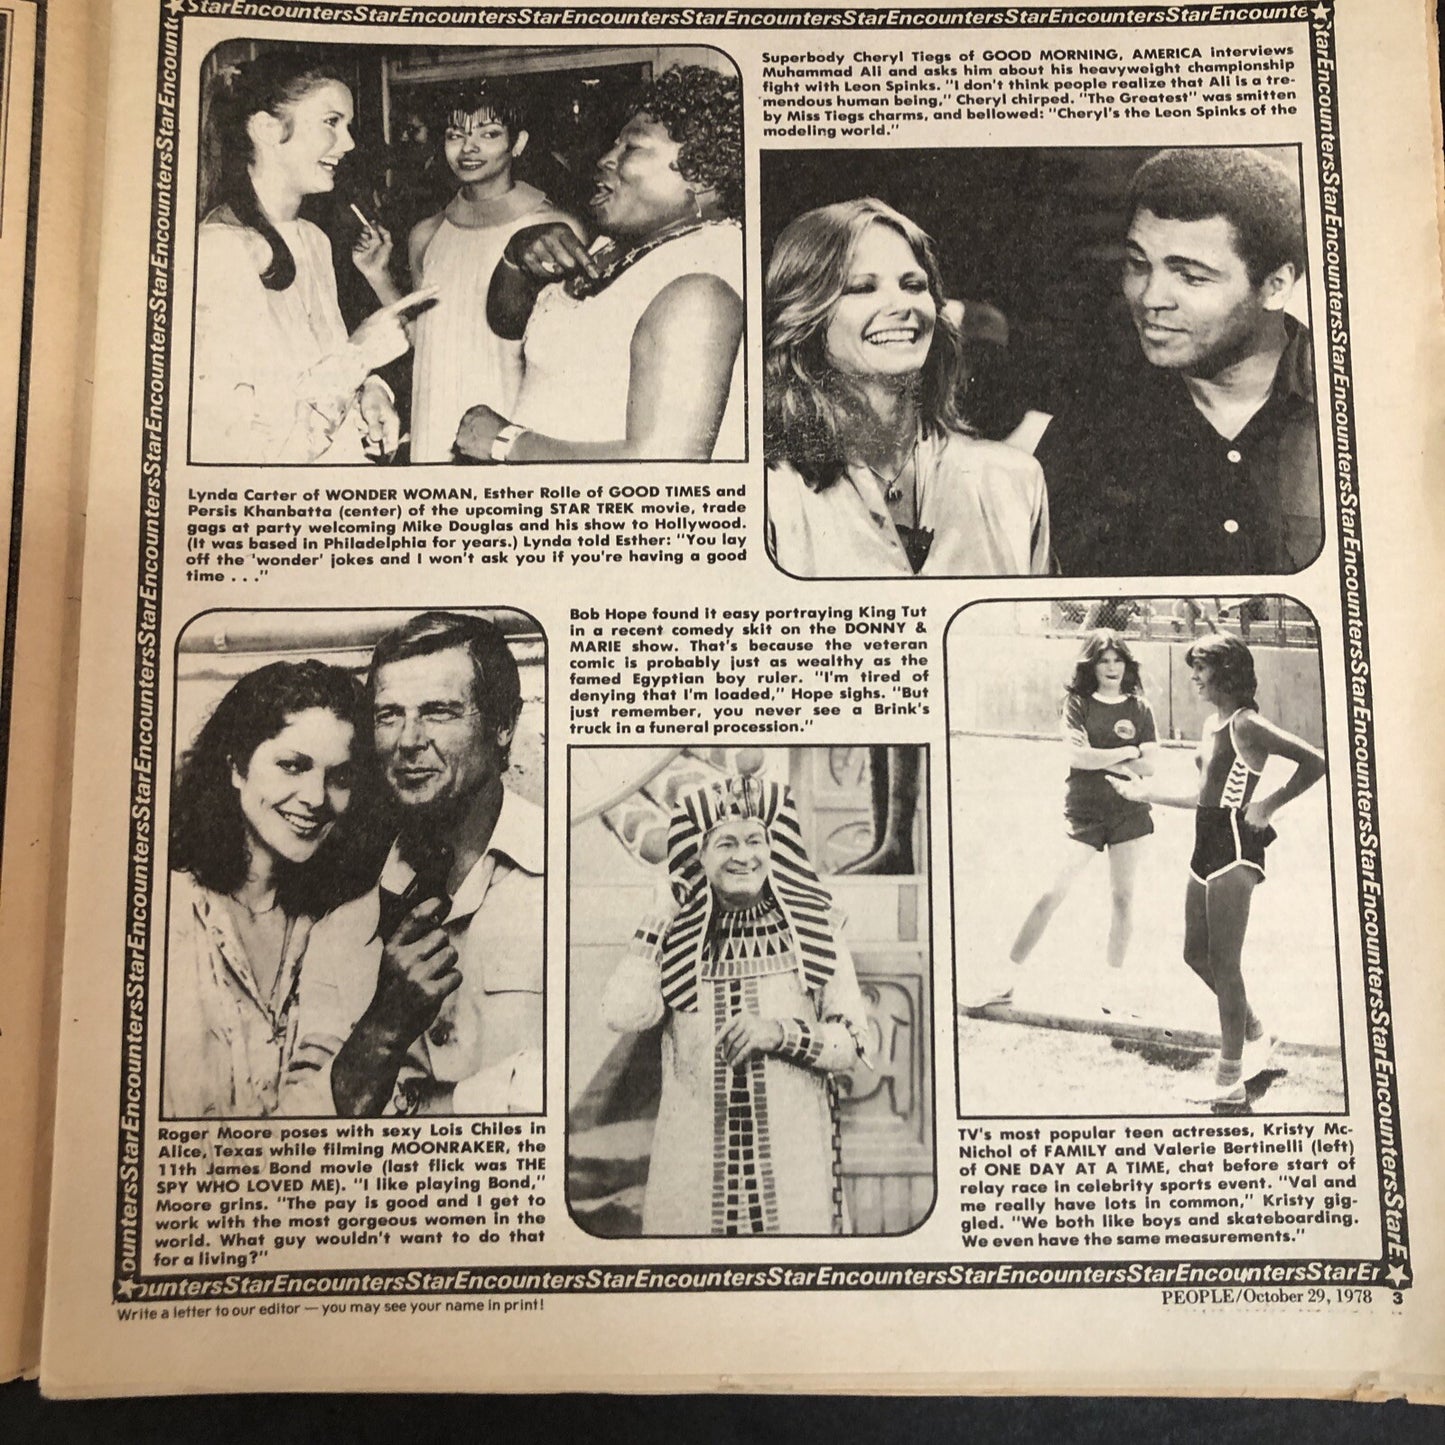 StarEncountersStarEncountersStarEncountersStarEncountersStarEncountersStarEncounte
Superbody Cheryl Tiegs of GOOD MORNING, AMERICA interviews
Muhammad Ali and asks him about his heavyweight championship
fight with Leon Spinks. "I don't think people realize that Ali is a tre-
mendous human being," Cheryl chirped. "The Greatest" was smitten
by Miss Tiegs charms, and bellowed: "Cheryl's the Leon Spinks of the
modeling world."
Lynda Carter of WONDER WOMAN, Esther Rolle of GOOD TIMES and
Persis Khanbatta (center) of the upcoming STAR TREK movie, trade
gags at party welcoming Mike Douglas and his show to Hollywood.
(It was based in Philadelphia for years.) Lynda told Esther: "You lay
off the 'wonder' jokes and I won't ask you if you're having a good
time . . ."
Bob Hope found it easy portraying King Tut
in a recent comedy skit on the DONNY &
MARIE show. That's because the veteran
comic is probably just as wealthy as the
famed Egyptian boy ruler. "I'm tired of
denying that I'm loaded," Hope sighs. "But
just remember, you never see a Brink's
truck in a funeral procession."
Roger Moore poses with sexy Lois Chiles in
Alice, Texas while filming MOONRAKER, the
11th James Bond movie (last flick was THE
SPY WHO LOVED ME). "I like playing Bond,"
Moore grins. "The pay is good and I get to
work with the most gorgeous women in the
world. What guy wouldn't want to do that
for a living?"
TV's most popular teen actresses, Kristy Mc-
Nichol of FAMILY and Valerie Bertinelli (left)
of ONE DAY AT A TIME, chat before start of
relay race in celebrity sports event. "Val and
me really have lots in common," Kristy gig-
gled. "We both like boys and skateboarding.
We even have the same measurements."
ountersStarEncountersStarEncountersStarEncountersStarEncountersStarEncountersStarEncountersStarEncount
tarEncountersStarEncountersStarEncountersStarEncountersStarEncountersStarEncountersStarEncountersStarE
ountersStarEncountersStarEncountersStarEncountersStarEncountersStarEncountersStarEr
Write a letter to our editor — you may see your name in print!
PEOPLE/October 29, 1978 3